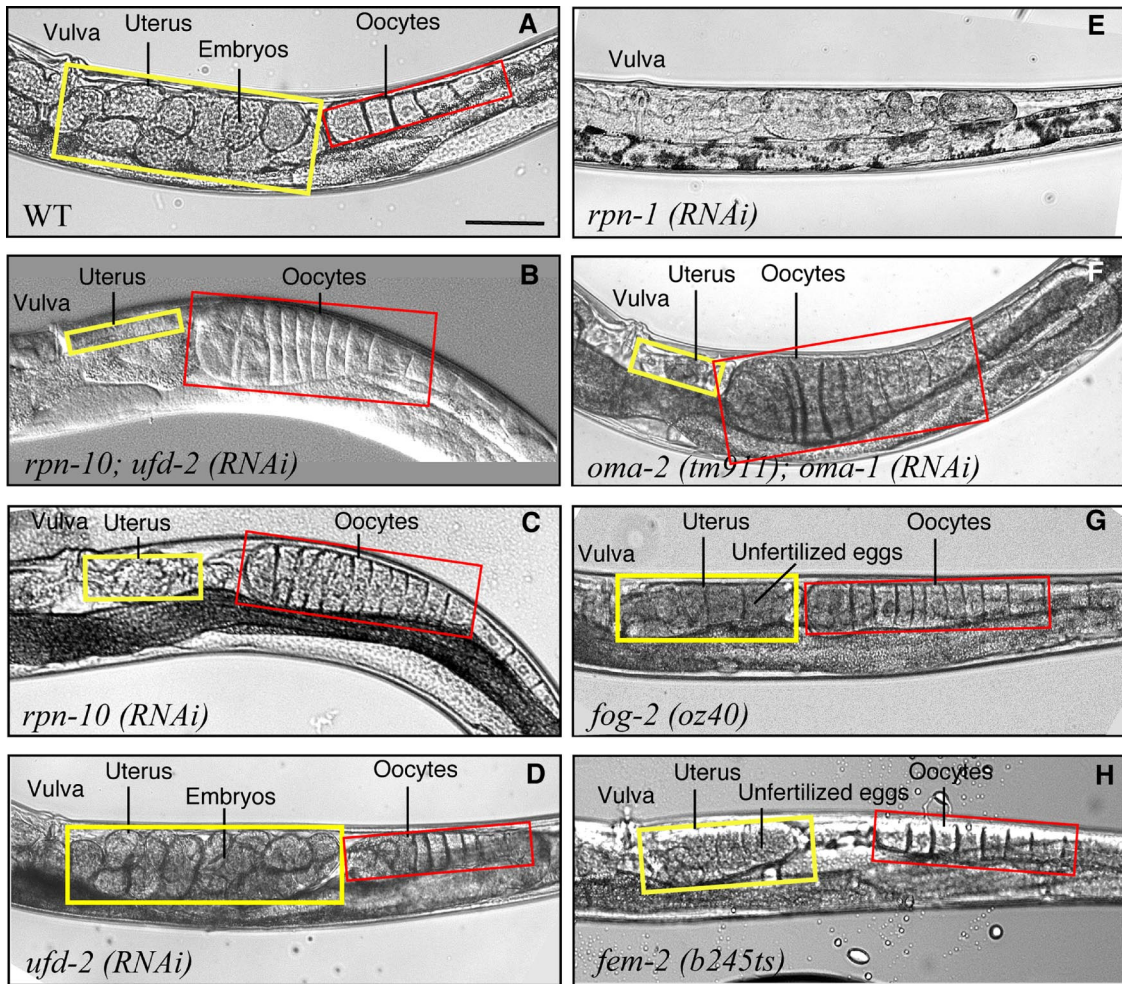 A
Vulva
Uterus
Embryos
Oocytes
WT
B
Vulva
Uterus
Oocytes
rpn-10; ufd-2 (RNAi)
C
Vulva
Uterus
Oocytes
rpn-10 (RNAi)
D
Vulva
Uterus
Embryos
Oocytes
ufd-2 (RNAi)
E
Vulva
rpn-1 (RNAi)
F
Vulva
Uterus
Oocytes
oma-2 (tm911); oma-1 (RNAi)
G
Vulva
Uterus
Unfertilized eggs
Oocytes
fog-2 (oz40)
H
Vulva
Uterus
Unfertilized eggs
Oocytes
fem-2 (b245ts)